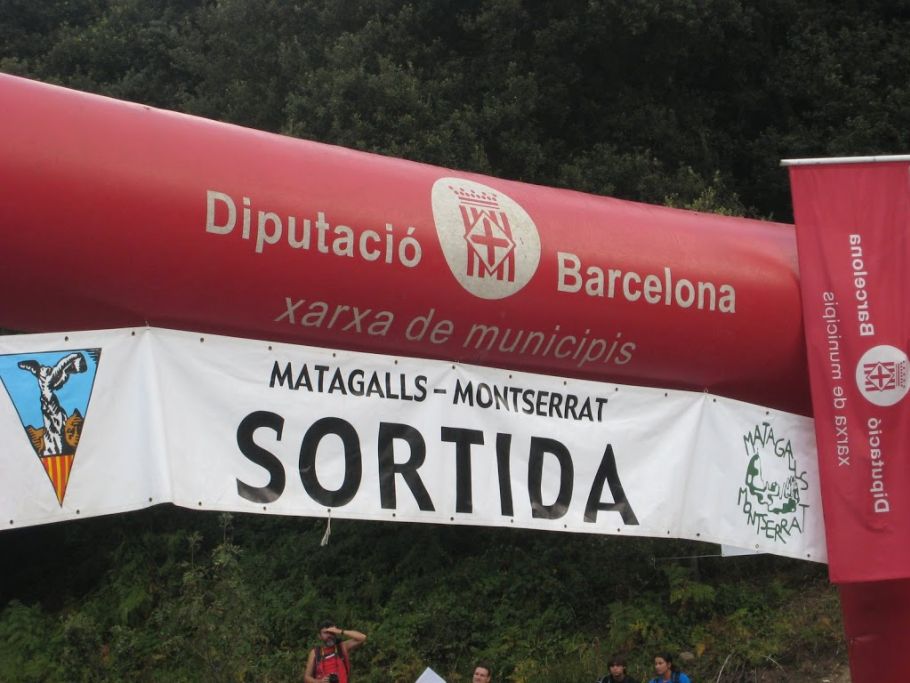 Diputació Barcelona
xarxa de municipis
MATAGALLS – MONTSERRAT
SORTIDA
MATAGALLS
MONTSERRAT
Diputació Barcelona
xarxa de municipis